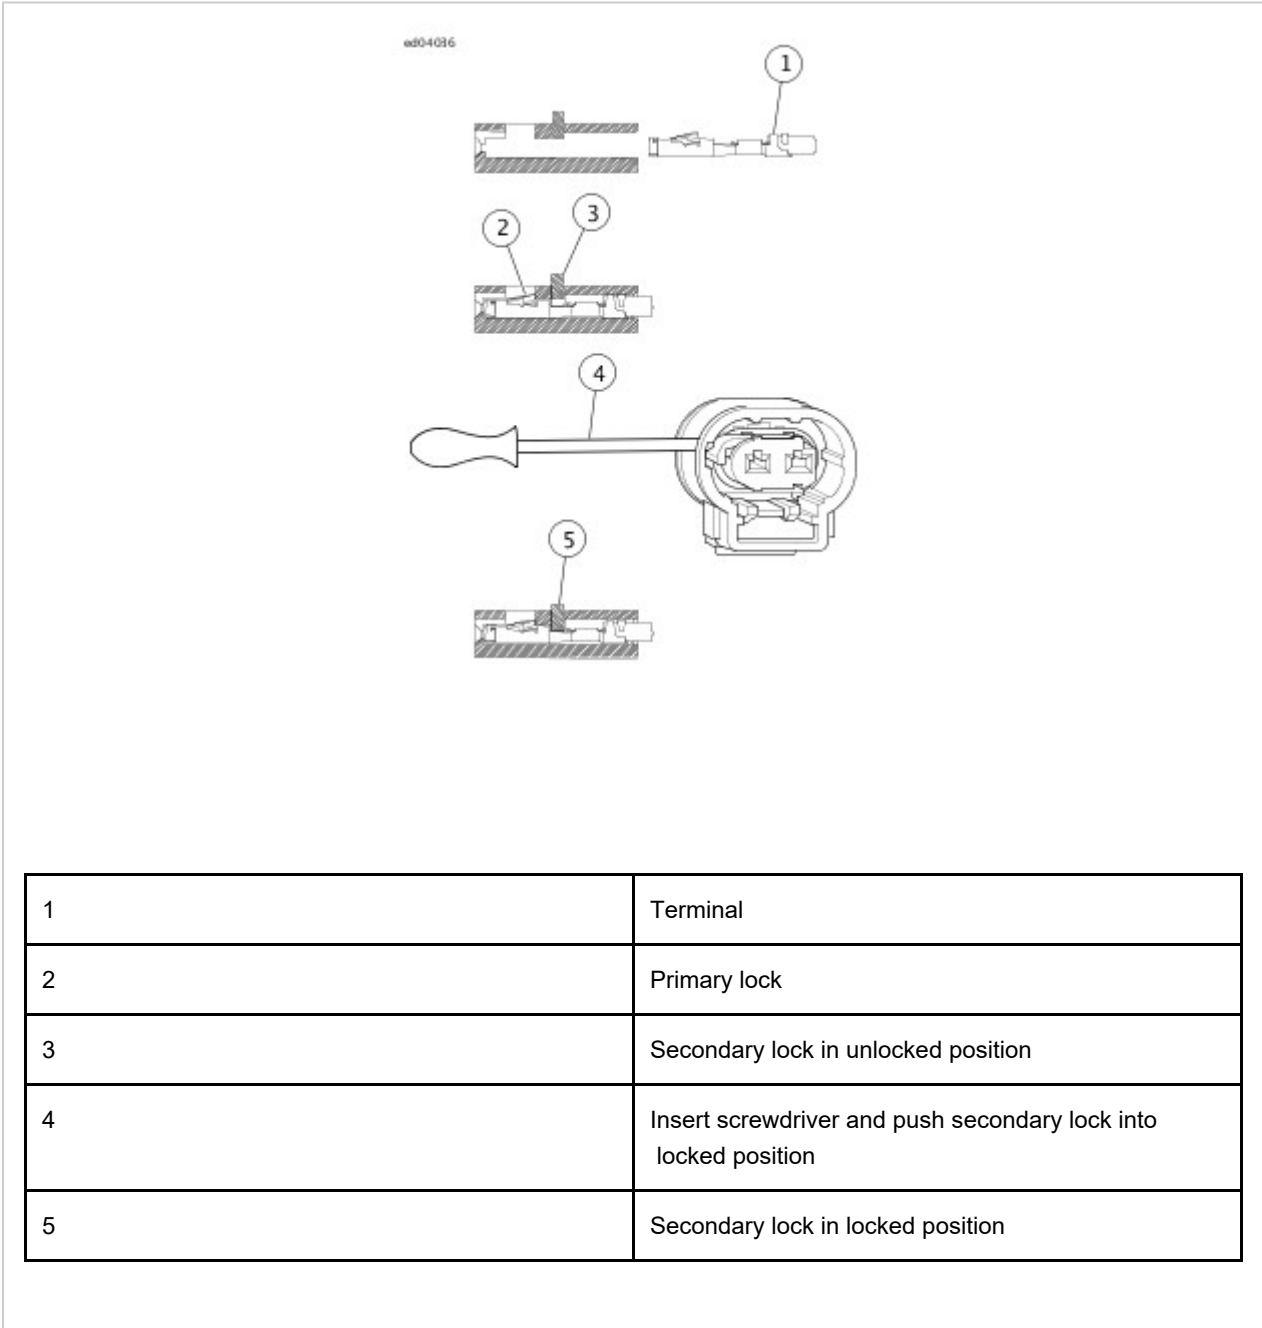 ed04036
1
2
3
4
5
1 Terminal
2 Primary lock
3 Secondary lock in unlocked position
4 Insert screwdriver and push secondary lock into
locked position
5 Secondary lock in locked position